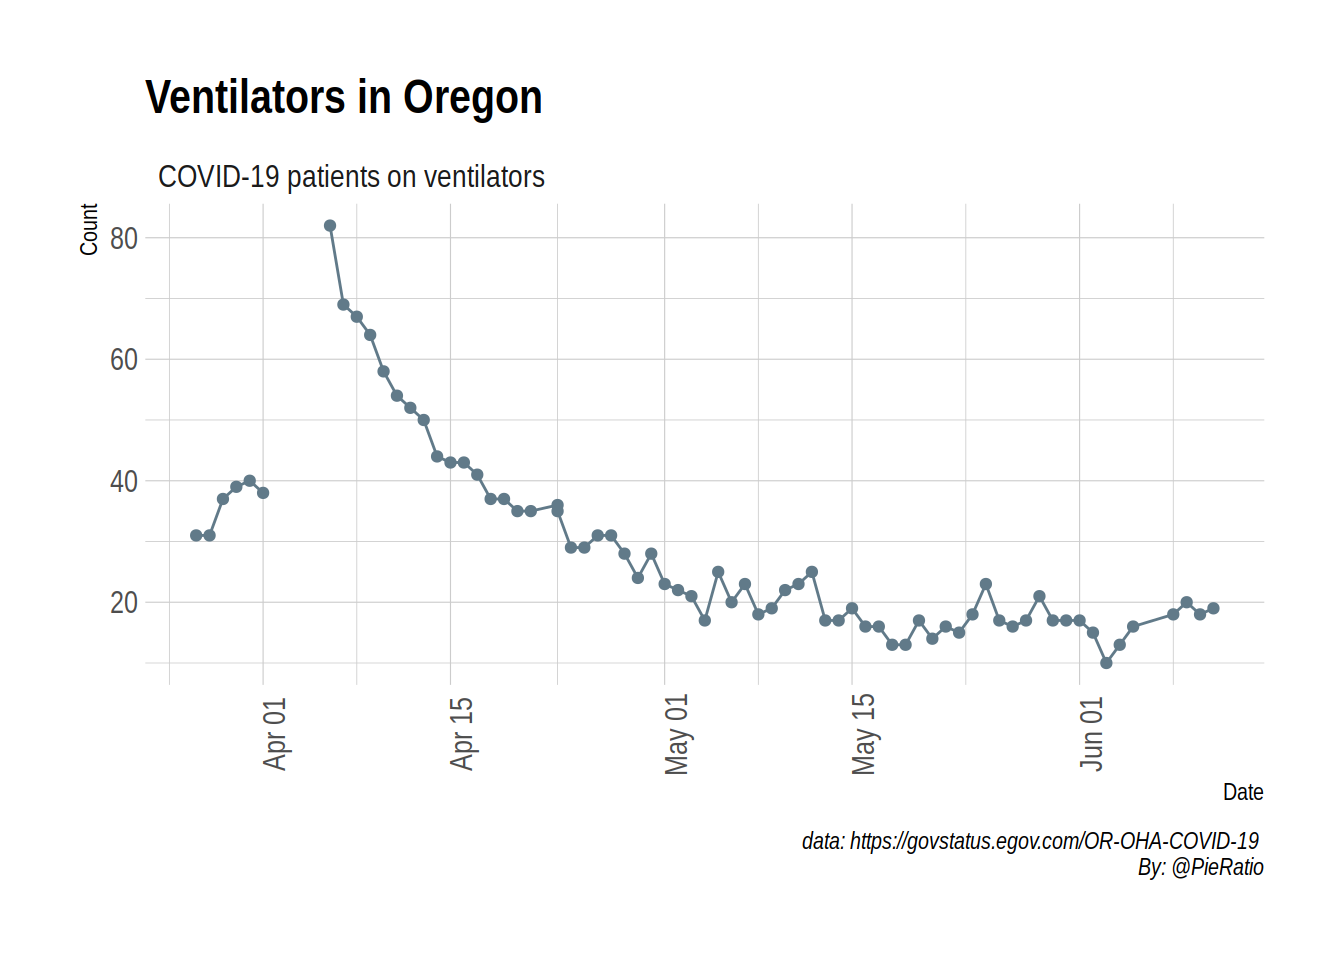 Ventilators in Oregon
COVID-19 patients on ventilators
Count
80
60
40
20
Apr 01
Apr 15
May 01
May 15
Jun 01
Date
data: https://govstatus.egov.com/OR-OHA-COVID-19
By: @PieRatio